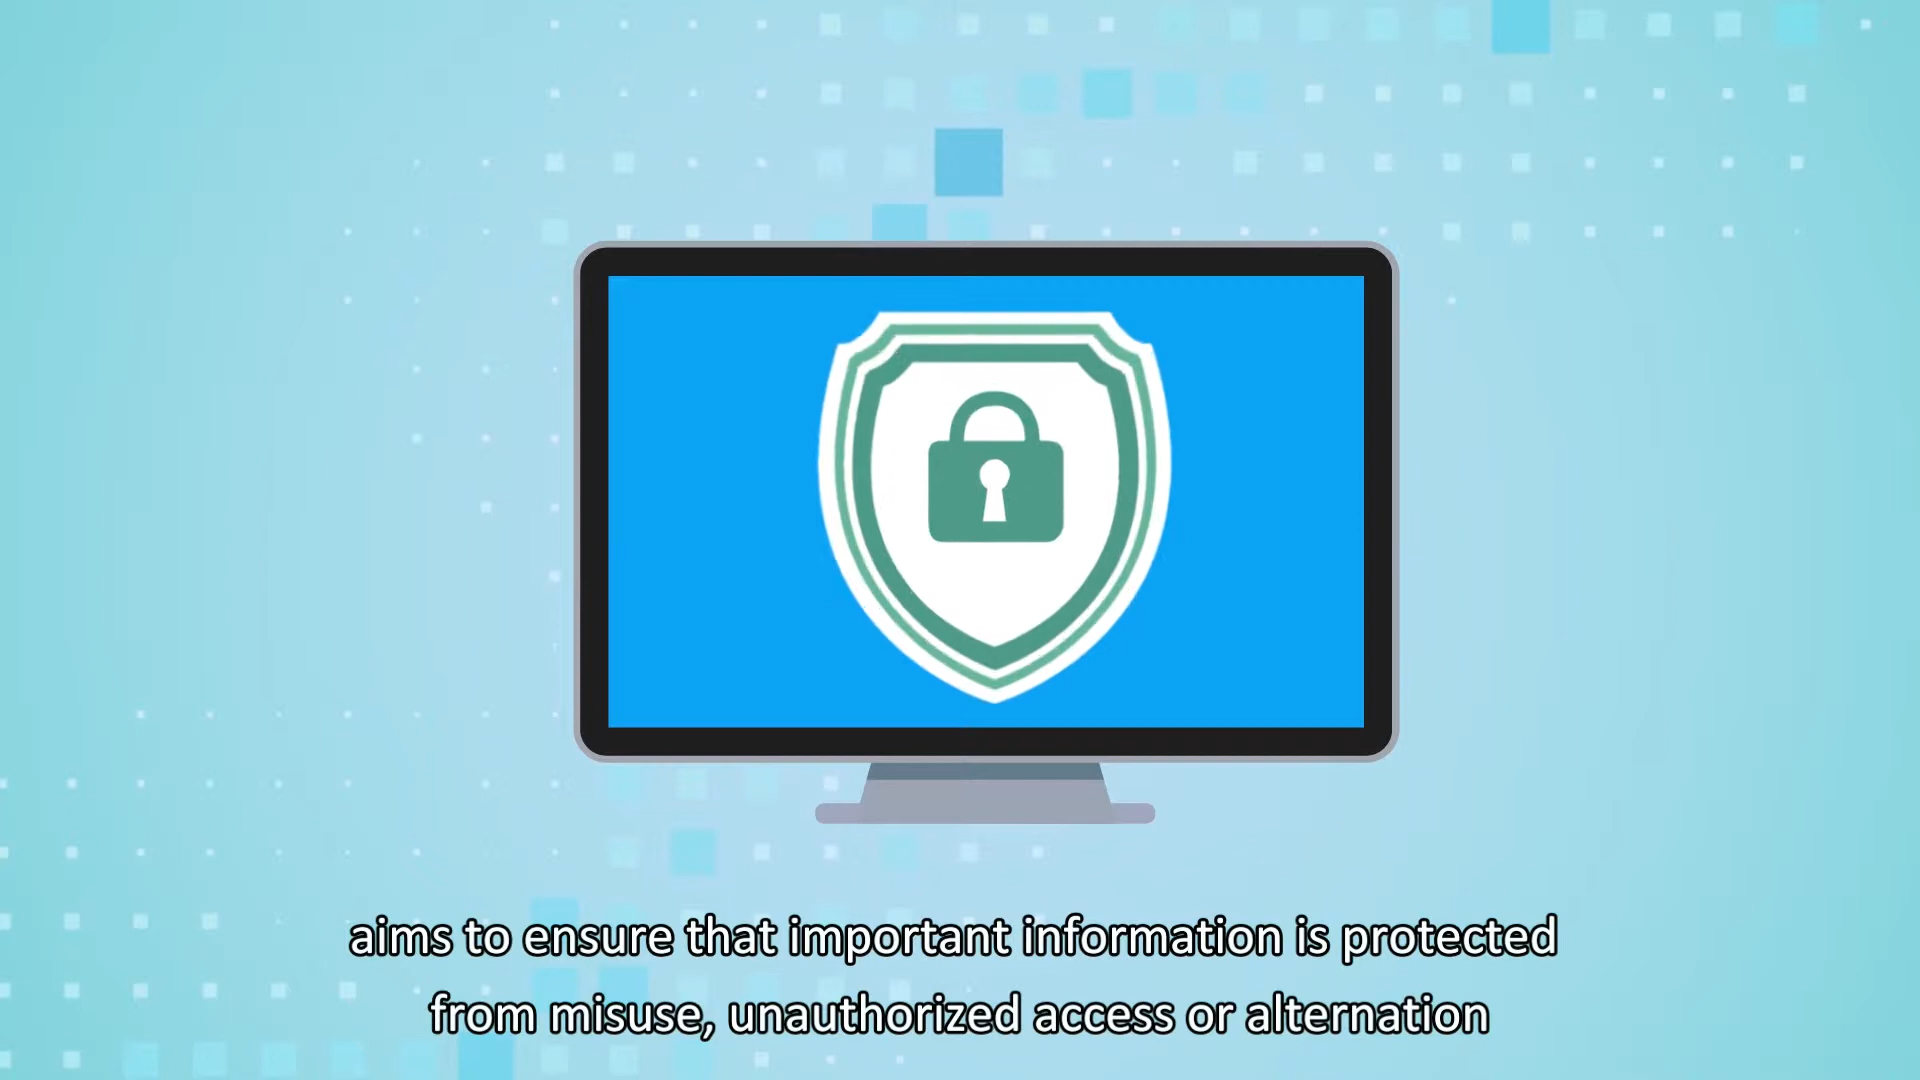 aims to ensure that important information is protected
from misuse, unauthorized access or alternation